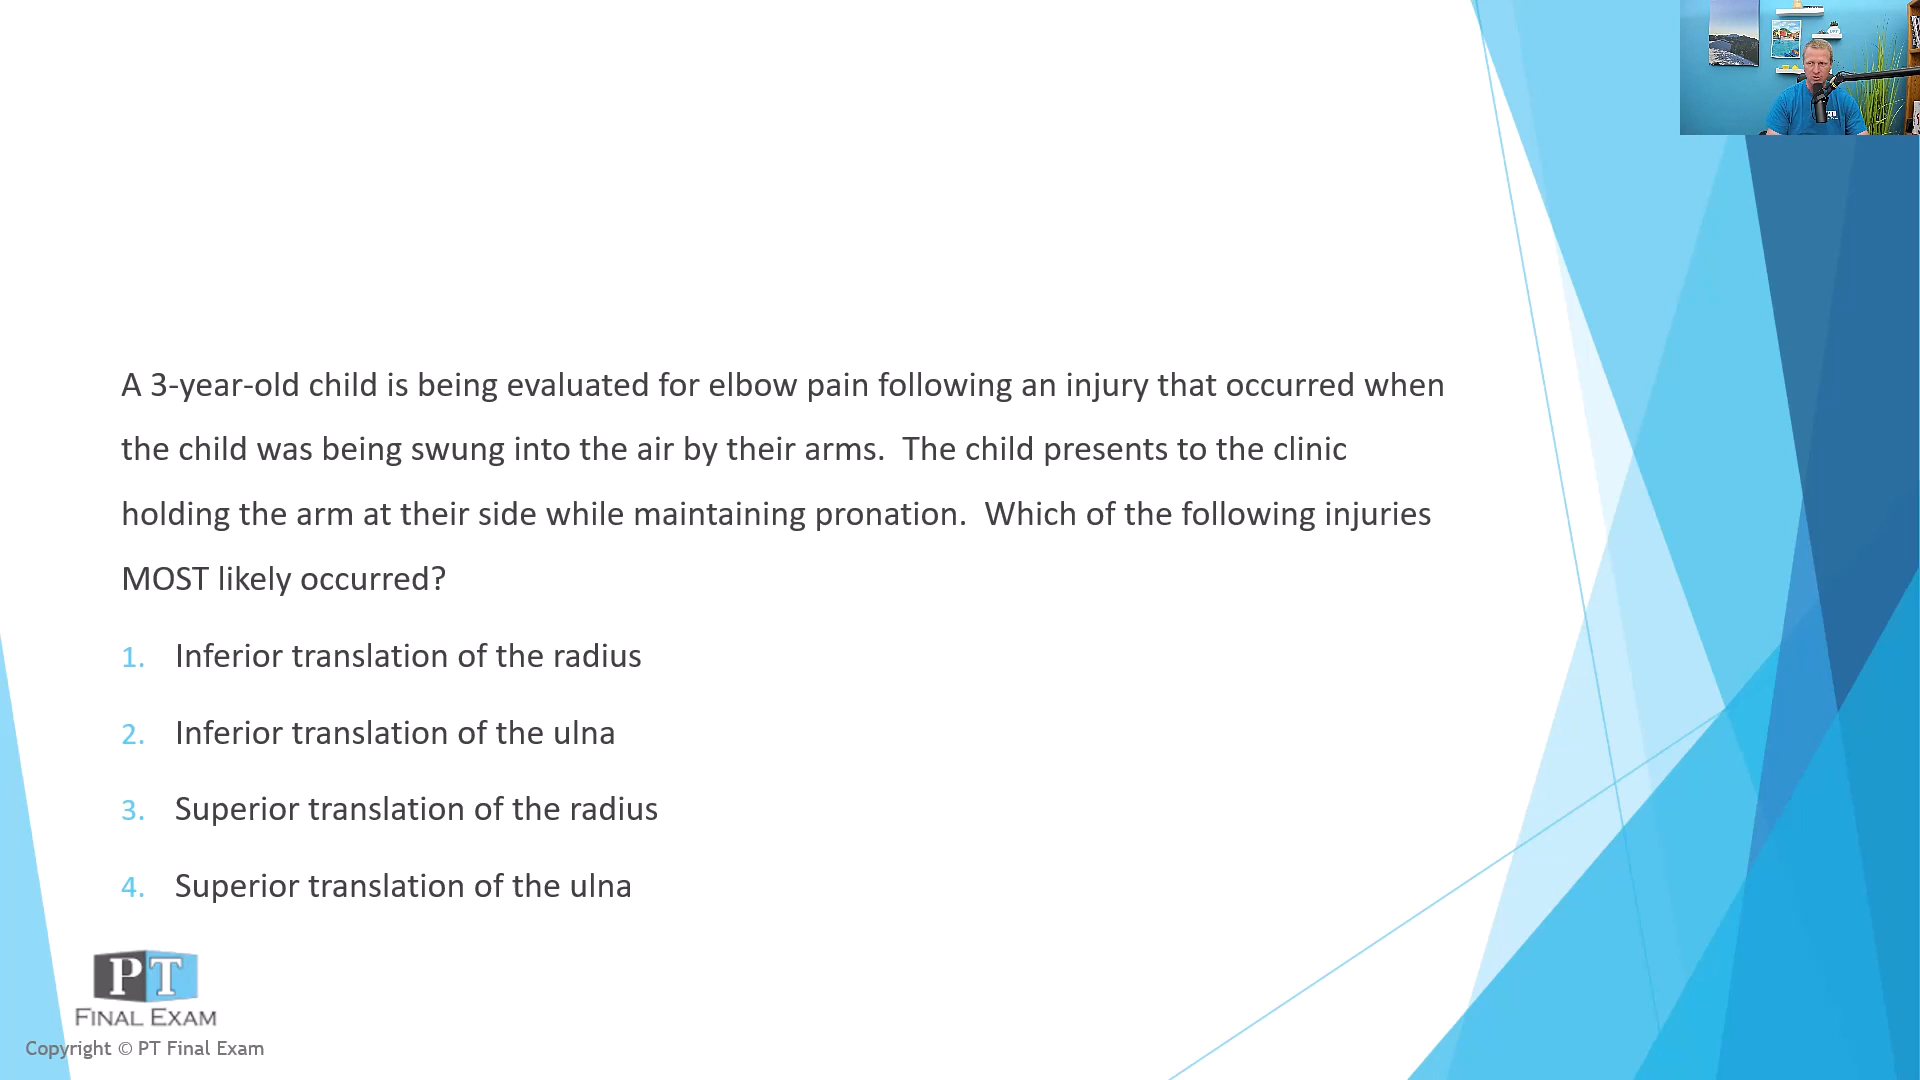 A 3-year-old child is being evaluated for elbow pain following an injury that occurred when
the child was being swung into the air by their arms.  The child presents to the clinic
holding the arm at their side while maintaining pronation.  Which of the following injuries
MOST likely occurred?
1. Inferior translation of the radius
2. Inferior translation of the ulna
3. Superior translation of the radius
4. Superior translation of the ulna
PT
FINAL EXAM
Copyright © PT Final Exam